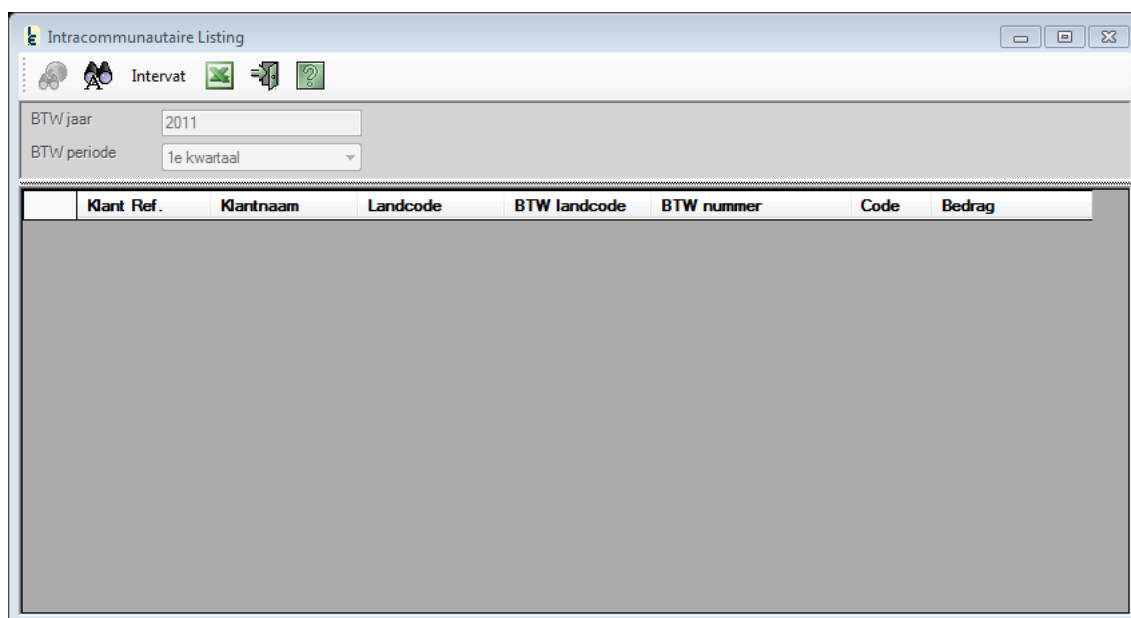 Intracommunautaire Listing
Intervat
BTW jaar 2011
BTW periode 1e kwartaal
Klant Ref. Klantnaam Landcode BTW landcode BTW nummer Code Bedrag